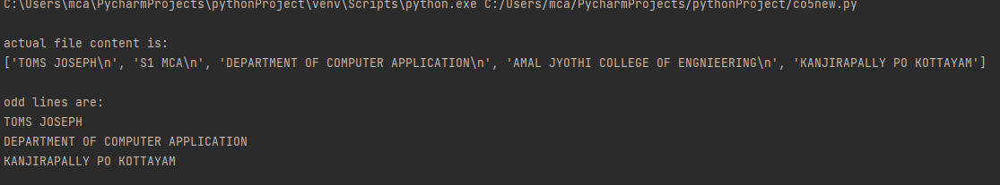 C:\Users\mca\PycharmProjects\pythonProject\venv\Scripts\python.exe C:/Users/mca/PycharmProjects/pythonProject/co5new.py
actual file content is:
['TOMS JOSEPH\n', 'S1 MCA\n', 'DEPARTMENT OF COMPUTER APPLICATION\n', 'AMAL JYOTHI COLLEGE OF ENGNIEERING\n', 'KANJIRAPALLY PO KOTTAYAM']
odd lines are:
TOMS JOSEPH
DEPARTMENT OF COMPUTER APPLICATION
KANJIRAPALLY PO KOTTAYAM